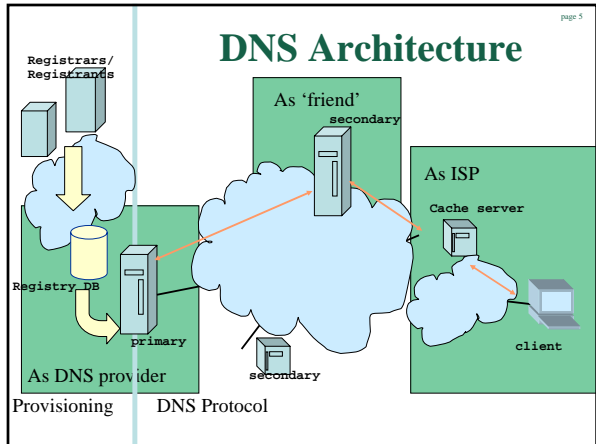 page 5
DNS Architecture
Registrars/
Registrants
As ‘friend’
secondary
As ISP
Cache server
Registry DB
primary
client
secondary
As DNS provider
Provisioning
DNS Protocol